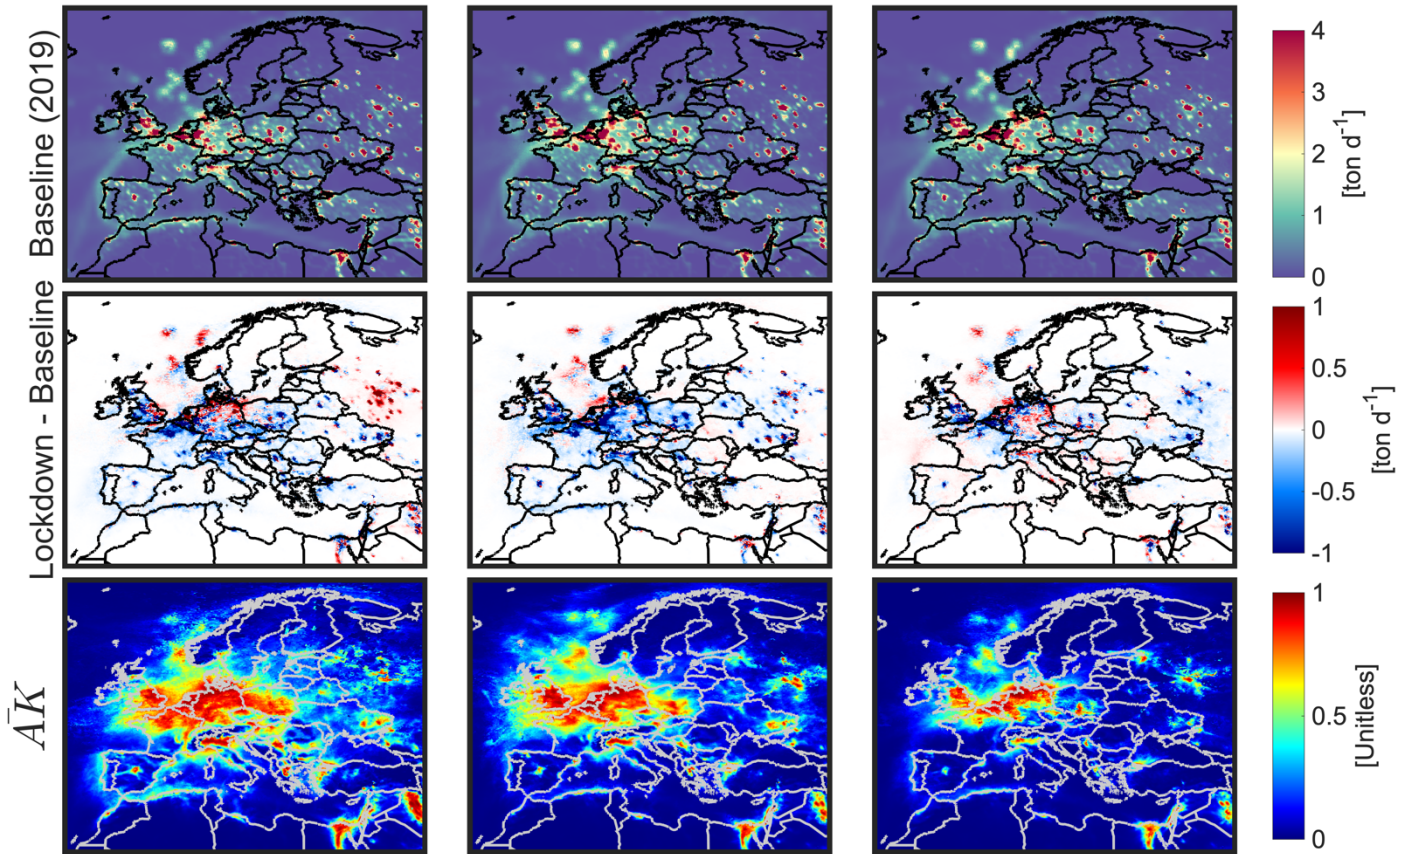 Baseline (2019)
4
3
2
1
0
[ton d⁻¹]
Lockdown - Baseline
1
0.5
0
-0.5
-1
[ton d⁻¹]
ĀK
1
0.5
0
[Unitless]